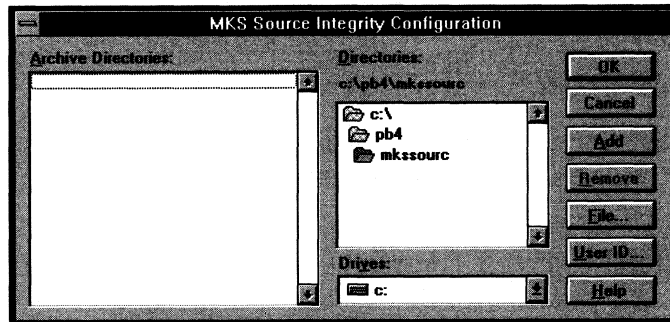 MKS Source Integrity Configuration
Archive Directories:
Directories:
c:\pb4\mkssourc
c:\
pb4
mkssourc
Drives:
c:
OK
Cancel
Add
Remove
File...
User ID...
Help